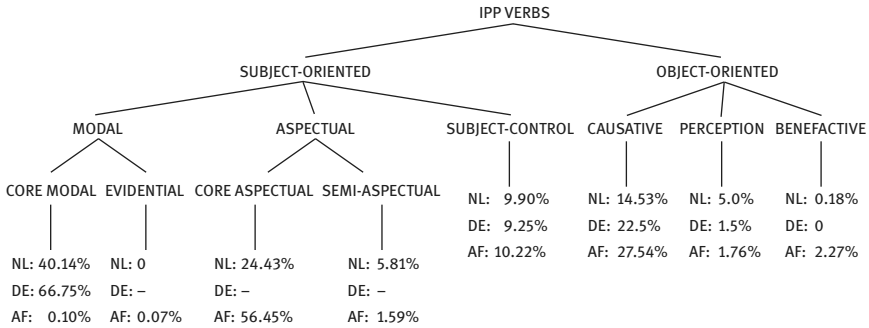 IPP VERBS
SUBJECT-ORIENTED OBJECT-ORIENTED
MODAL ASPECTUAL SUBJECT-CONTROL CAUSATIVE PERCEPTION BENEFACTIVE
CORE MODAL EVIDENTIAL CORE ASPECTUAL SEMI-ASPECTUAL
NL: 9.90% NL: 14.53% NL: 5.0% NL: 0.18%
DE: 9.25% DE: 22.5% DE: 1.5% DE: 0
AF: 10.22% AF: 27.54% AF: 1.76% AF: 2.27%
NL: 40.14% NL: 0 NL: 24.43% NL: 5.81%
DE: 66.75% DE: – DE: – DE: –
AF: 0.10% AF: 0.07% AF: 56.45% AF: 1.59%